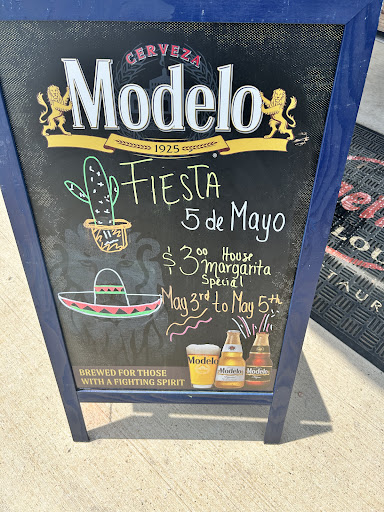 CERVEZA
Modelo
1925
®
FIESTA
5 de Mayo
$3.00 House
margarita
Special
May 3rd to May 5th
BREWED FOR THOSE
WITH A FIGHTING SPIRIT
Modelo
Modelo
Modelo